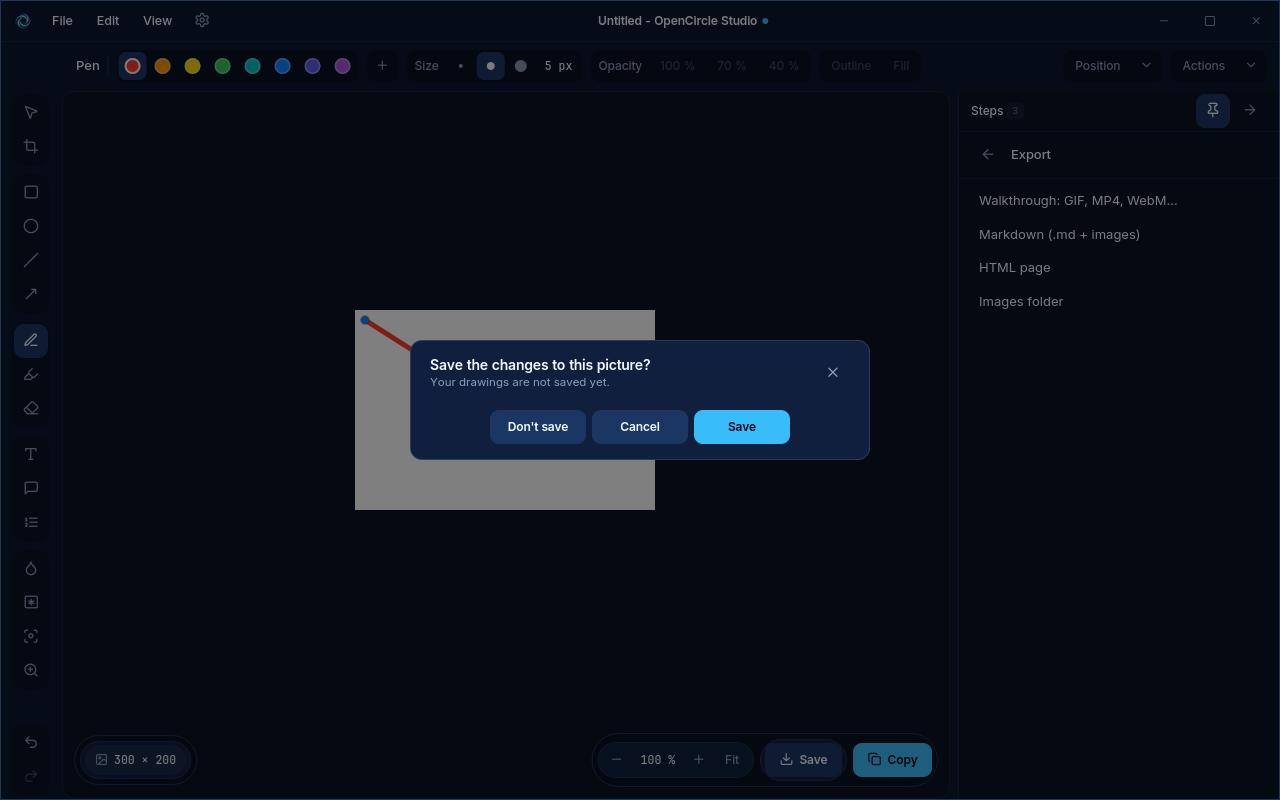 File Edit View Untitled - OpenCircle Studio
Pen Size 5 px Opacity 100 % 70 % 40 % Outline Fill Position Actions
Steps 3
Export
Walkthrough: GIF, MP4, WebM...
Markdown (.md + images)
HTML page
Images folder
Save the changes to this picture?
Your drawings are not saved yet.
Don't save Cancel Save
300 × 200 100 % Fit Save Copy